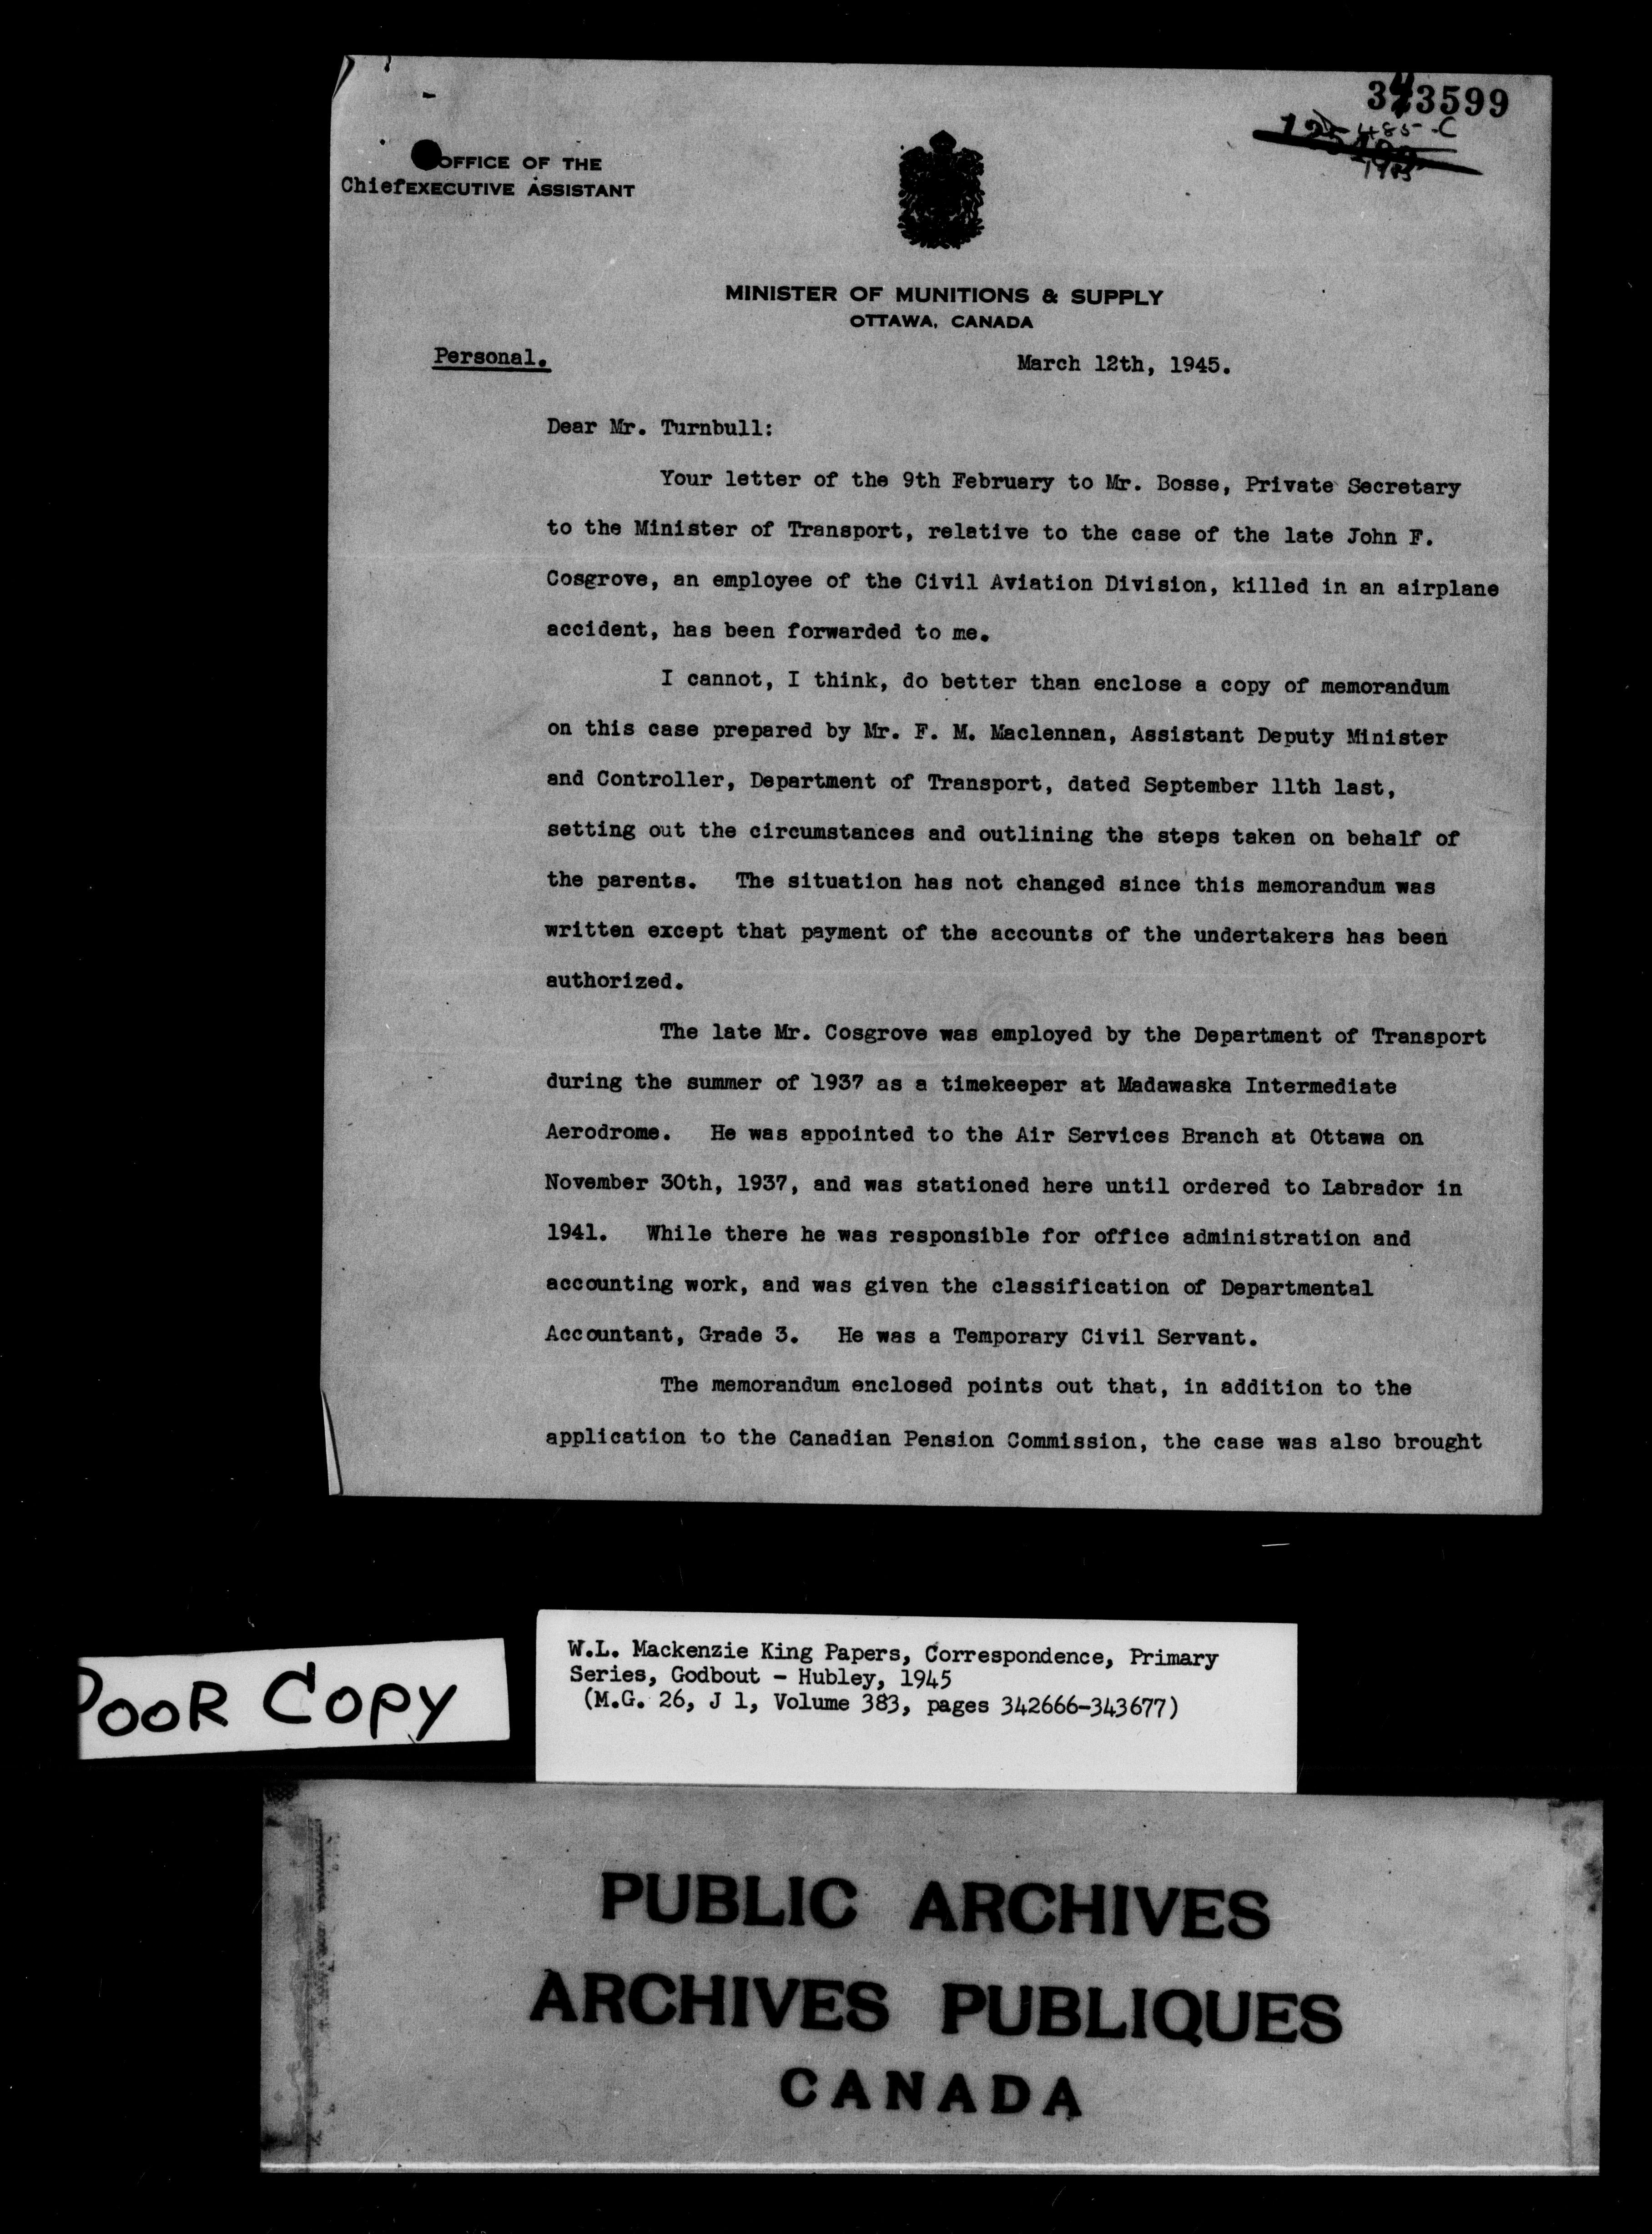 343599
485-C
OFFICE OF THE
Chief EXECUTIVE ASSISTANT
MINISTER OF MUNITIONS & SUPPLY
OTTAWA, CANADA
Personal.
March 12th, 1945.
Dear Mr. Turnbull:
Your letter of the 9th February to Mr. Bosse, Private Secretary
to the Minister of Transport, relative to the case of the late John F.
Cosgrove, an employee of the Civil Aviation Division, killed in an airplane
accident, has been forwarded to me.
I cannot, I think, do better than enclose a copy of memorandum
on this case prepared by Mr. F. M. Maclennan, Assistant Deputy Minister
and Controller, Department of Transport, dated September 11th last,
setting out the circumstances and outlining the steps taken on behalf of
the parents. The situation has not changed since this memorandum was
written except that payment of the accounts of the undertakers has been
authorized.
The late Mr. Cosgrove was employed by the Department of Transport
during the summer of 1937 as a timekeeper at Madawaska Intermediate
Aerodrome. He was appointed to the Air Services Branch at Ottawa on
November 30th, 1937, and was stationed here until ordered to Labrador in
1941. While there he was responsible for office administration and
accounting work, and was given the classification of Departmental
Accountant, Grade 3. He was a Temporary Civil Servant.
The memorandum enclosed points out that, in addition to the
application to the Canadian Pension Commission, the case was also brought
POOR COPY
W.L. Mackenzie King Papers, Correspondence, Primary
Series, Godbout - Hubley, 1945
(M.G. 26, J 1, Volume 383, pages 342666-343677)
PUBLIC ARCHIVES
ARCHIVES PUBLIQUES
CANADA